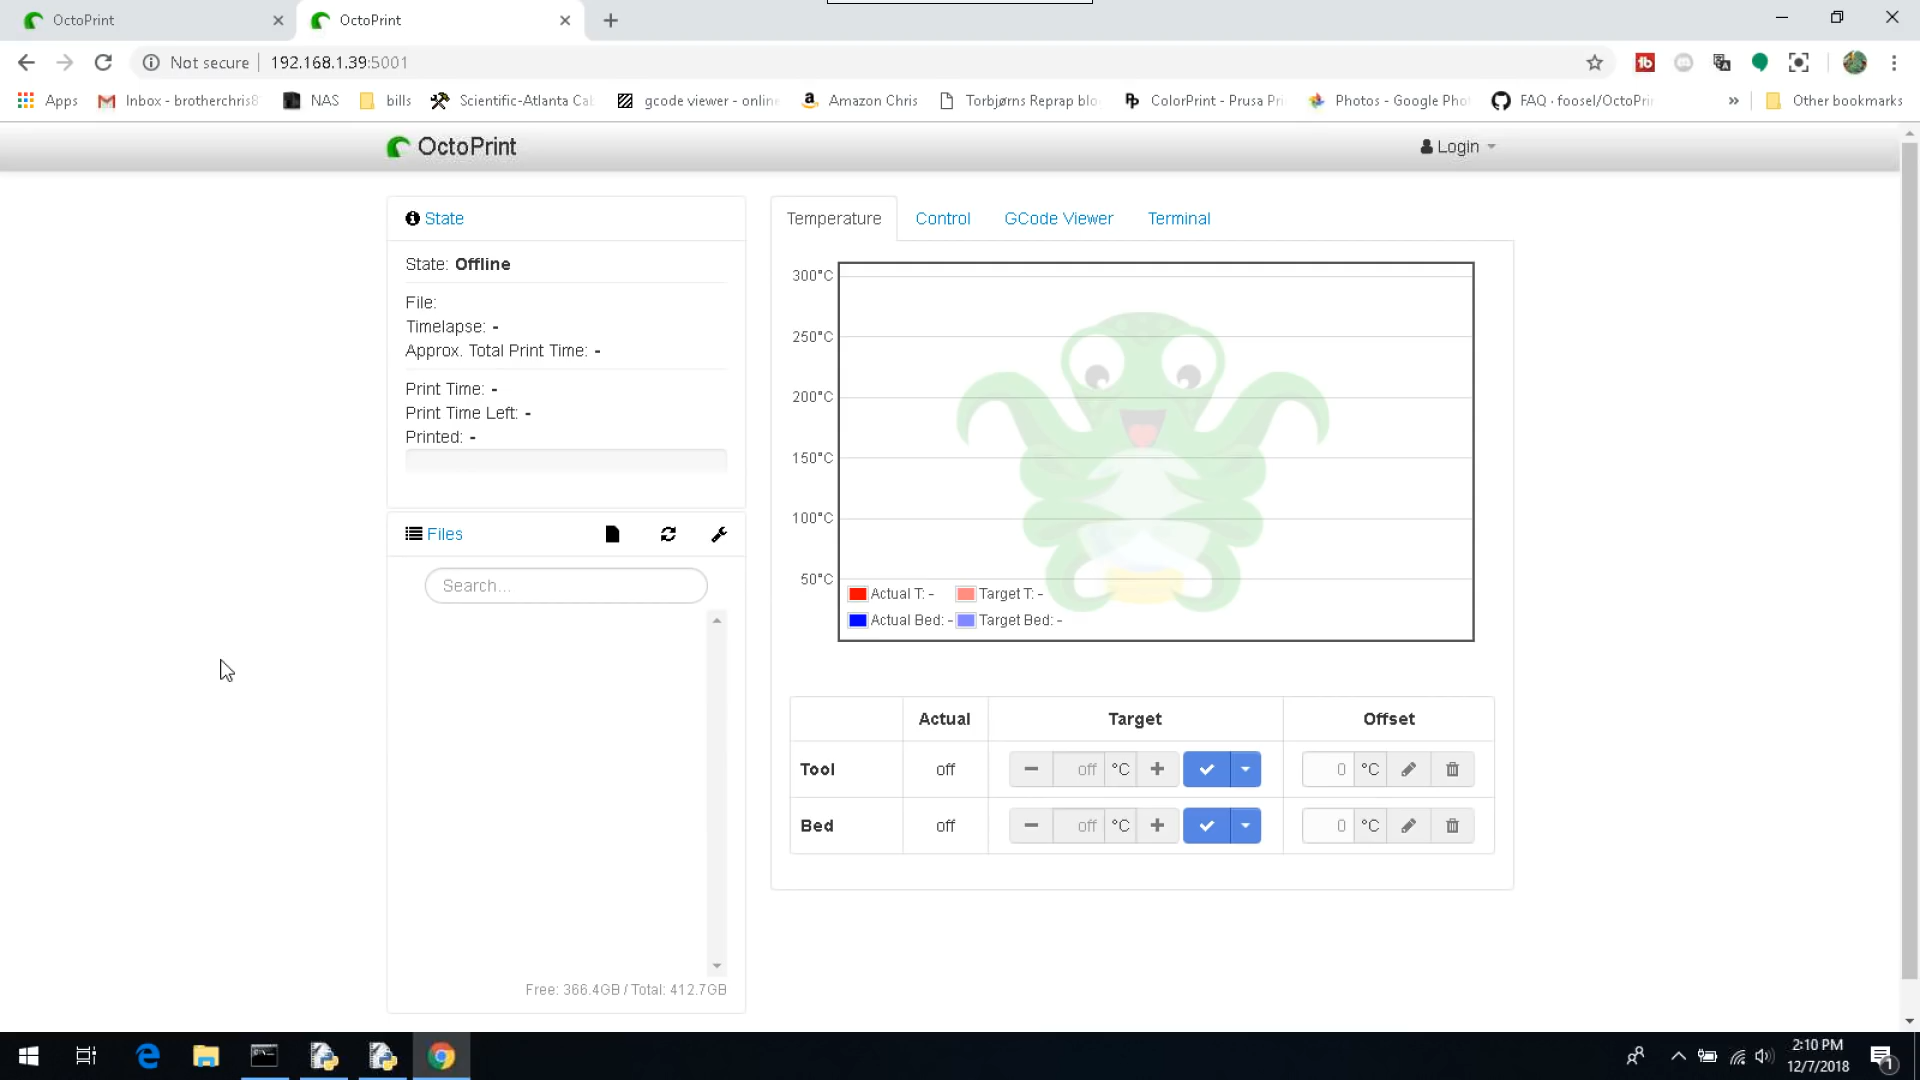 OctoPrint
OctoPrint
Not secure 192.168.1.39:5001
Apps Inbox - brotherchris8 NAS bills Scientific-Atlanta Ca gcode viewer - online Amazon Chris Torbjørns Reprap blo ColorPrint - Prusa Pri Photos - Google Pho FAQ · foosel/OctoPri » Other bookmarks
OctoPrint
Login
State
State: Offline
File:
Timelapse: -
Approx. Total Print Time: -
Print Time: -
Print Time Left: -
Printed: -
Files
Search...
Free: 366.4GB / Total: 412.7GB
Temperature Control GCode Viewer Terminal
300°C
250°C
200°C
150°C
100°C
50°C
Actual T: - Target T: -
Actual Bed: - Target Bed: -
Actual Target Offset
Tool off off °C 0 °C
Bed off off °C 0 °C
2:10 PM
12/7/2018
1